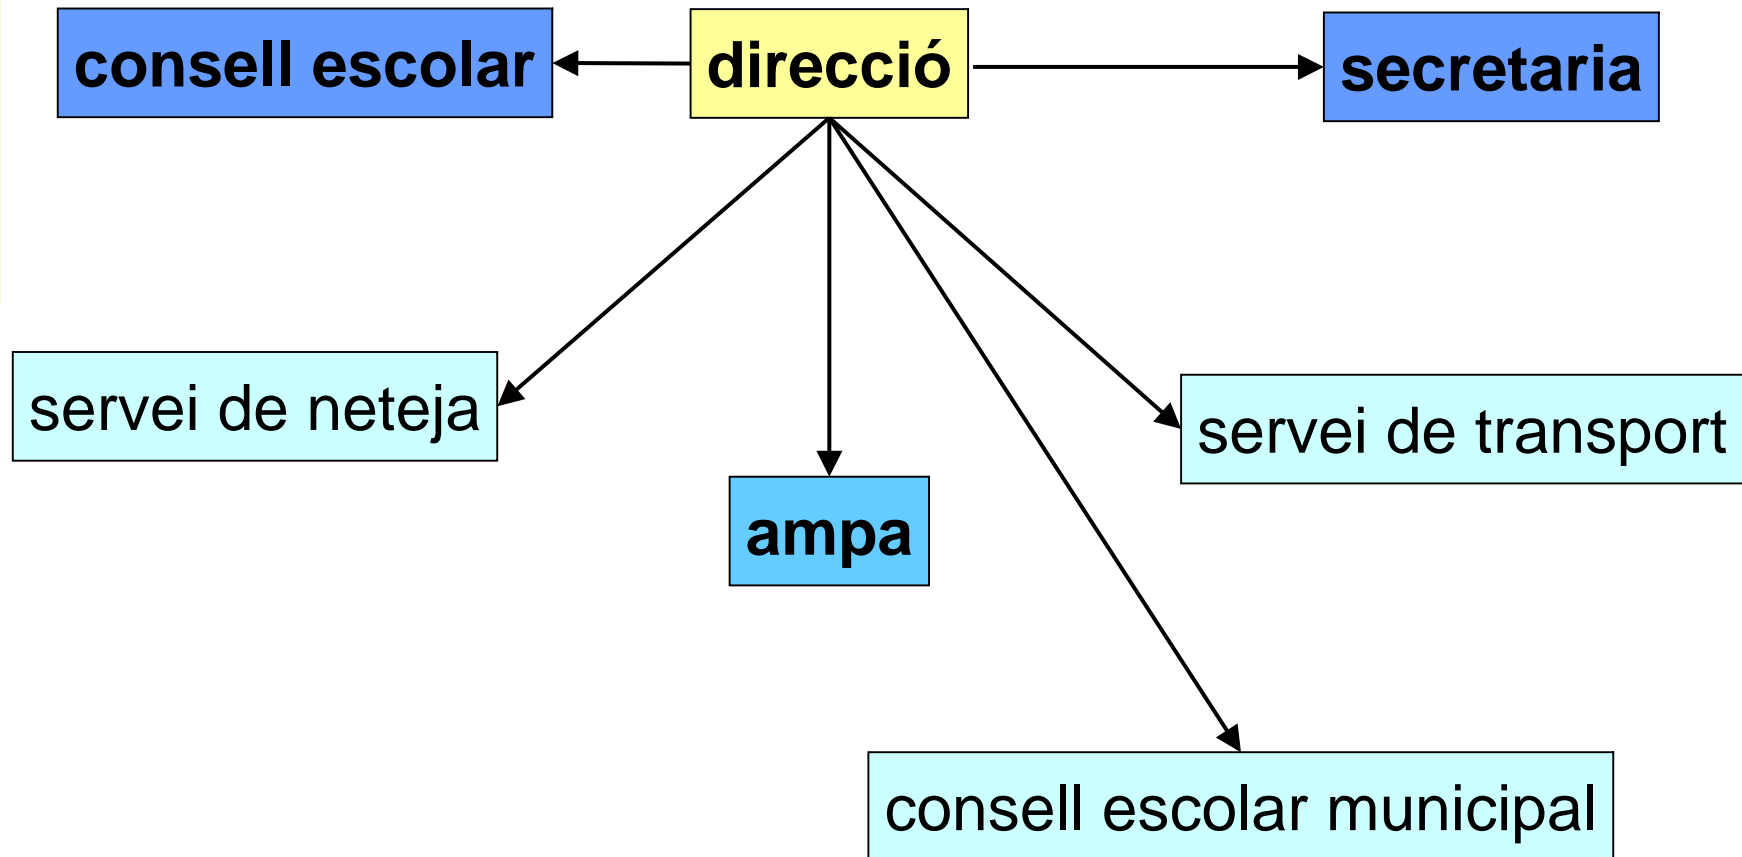 consell escolar
direcció
secretaria
servei de neteja
servei de transport
ampa
consell escolar municipal